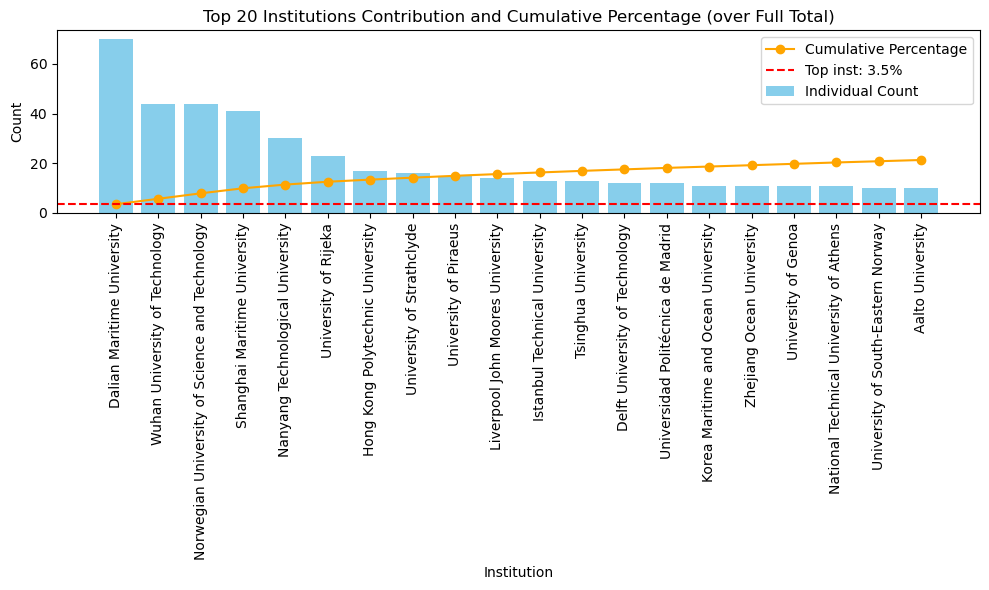 Top 20 Institutions Contribution and Cumulative Percentage (over Full Total)
Cumulative Percentage
Top inst: 3.5%
Individual Count
Count
60
40
20
0
Dalian Maritime University
Wuhan University of Technology
Norwegian University of Science and Technology
Shanghai Maritime University
Nanyang Technological University
University of Rijeka
Hong Kong Polytechnic University
University of Strathclyde
University of Piraeus
Liverpool John Moores University
Istanbul Technical University
Tsinghua University
Delft University of Technology
Universidad Politécnica de Madrid
Korea Maritime and Ocean University
Zhejiang Ocean University
University of Genoa
National Technical University of Athens
University of South-Eastern Norway
Aalto University
Institution